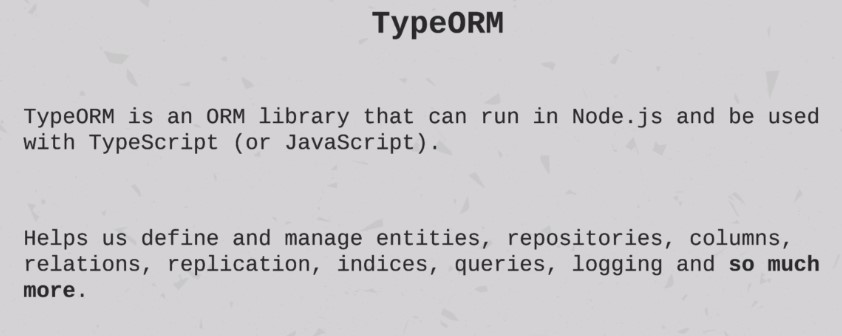 TypeORM
TypeORM is an ORM library that can run in Node.js and be used
with TypeScript (or JavaScript).
Helps us define and manage entities, repositories, columns,
relations, replication, indices, queries, logging and so much
more.